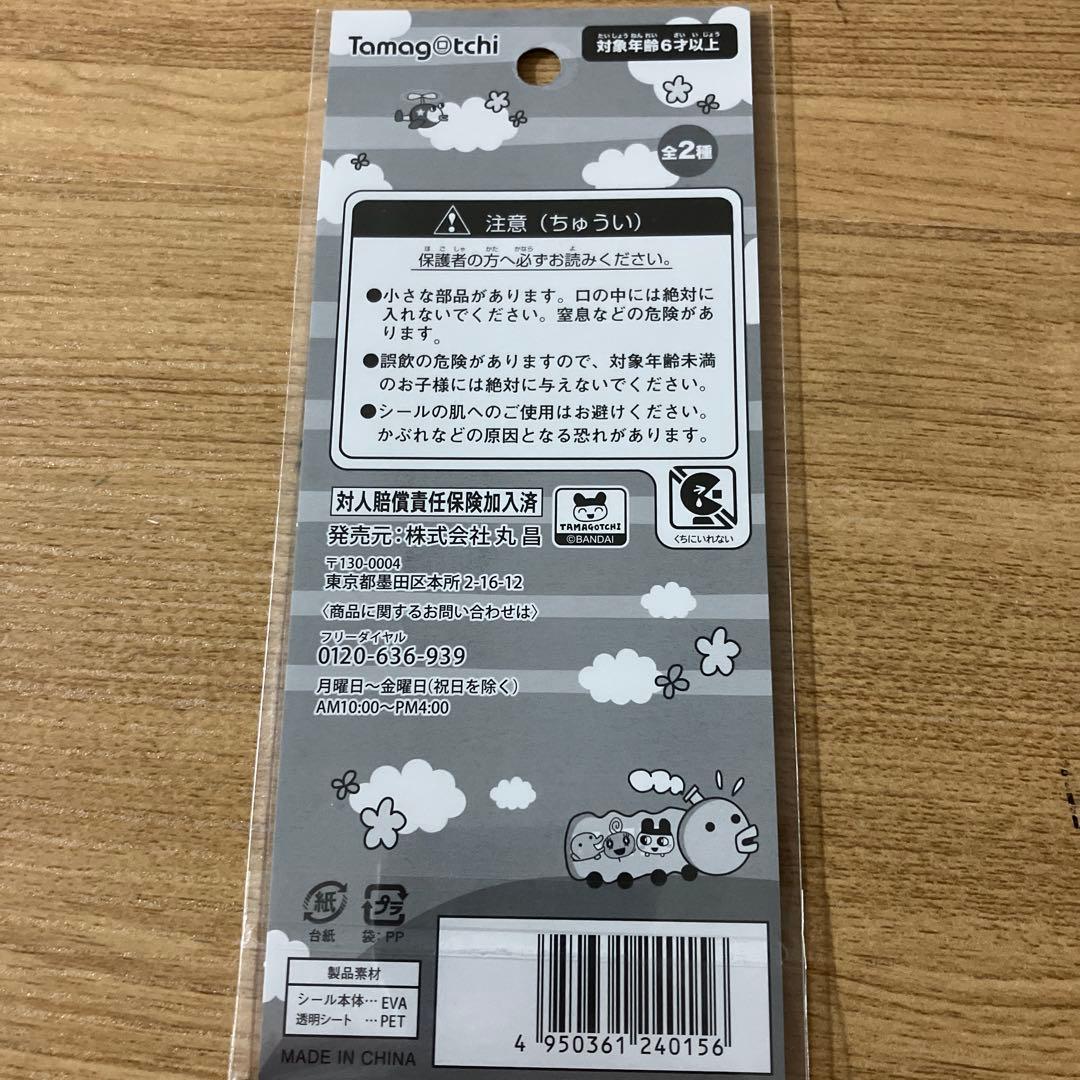 Tamagotchi
たいしょうねんれい さい いじょう
対象年齢6才以上
全2種
注意(ちゅうい)
ほごしゃ かた かなら よ
保護者の方へ必ずお読みください。
●小さな部品があります。口の中には絶対に
入れないでください。窒息などの危険があ
ります。
●誤飲の危険がありますので、対象年齢未満
のお子様には絶対に与えないでください。
●シールの肌へのご使用はお避けください。
かぶれなどの原因となる恐れがあります。
くちにいれない
対人賠償責任保険加入済
TAMAGOTCHI
©BANDAI
発売元:株式会社 丸昌
〒130-0004
東京都墨田区本所 2-16-12
〈商品に関するお問い合わせは〉
フリーダイヤル
0120-636-939
月曜日〜金曜日(祝日を除く)
AM10:00〜PM4:00
紙
台紙
プラ
袋:PP
製品素材
シール本体…EVA
透明シート …PET
MADE IN CHINA
4 950361 240156